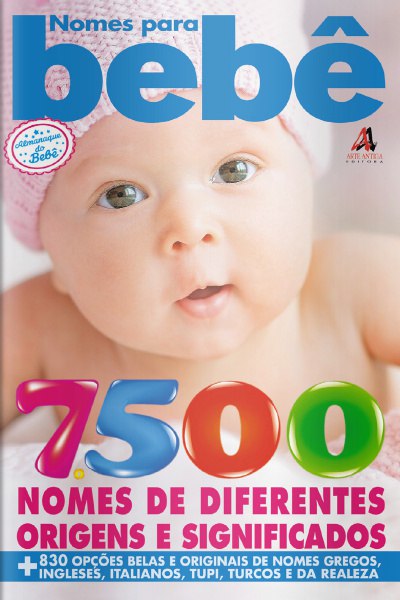 Nomes para
bebê
Almanaque
do
Bebê
A1
ARTE ANTIGA
EDITORA
7.500
NOMES DE DIFERENTES
ORIGENS E SIGNIFICADOS
+ 830 OPÇÕES BELAS E ORIGINAIS DE NOMES GREGOS,
INGLESES, ITALIANOS, TUPI, TURCOS E DA REALEZA